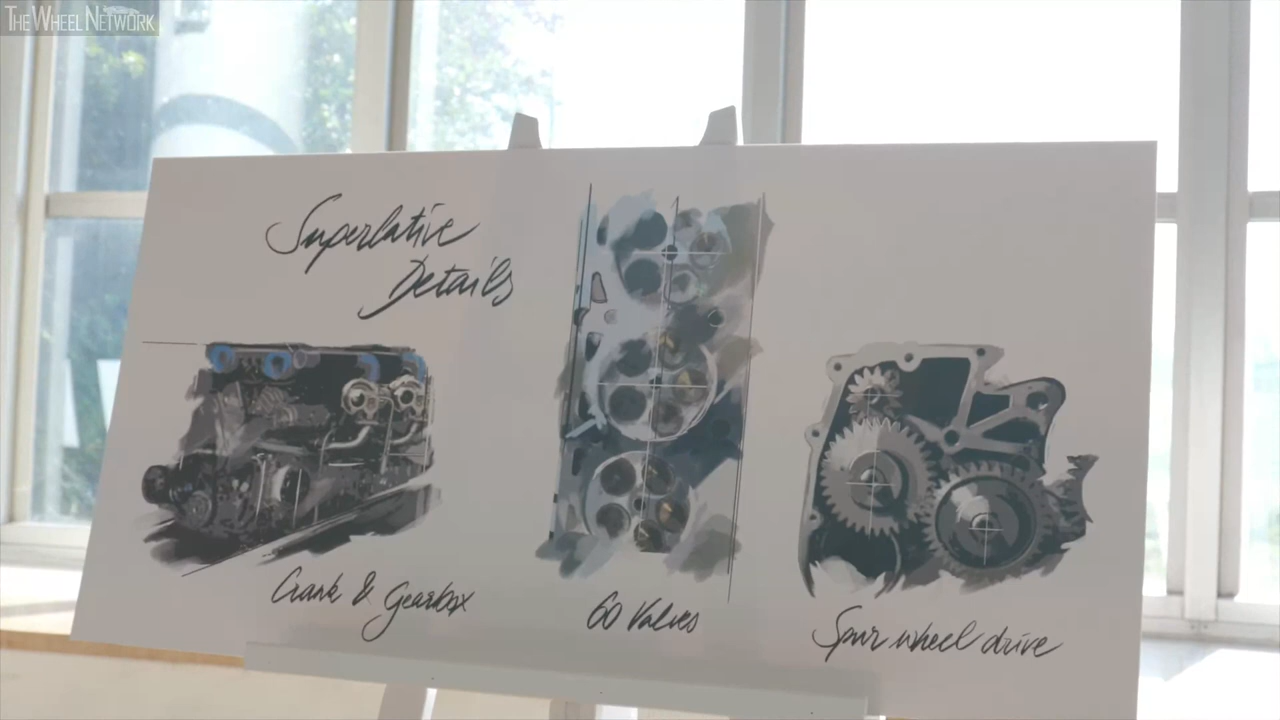 THE WHEEL NETWORK
Superlative
Details
Crank & Gearbox
60 Valves
Spur wheel drive